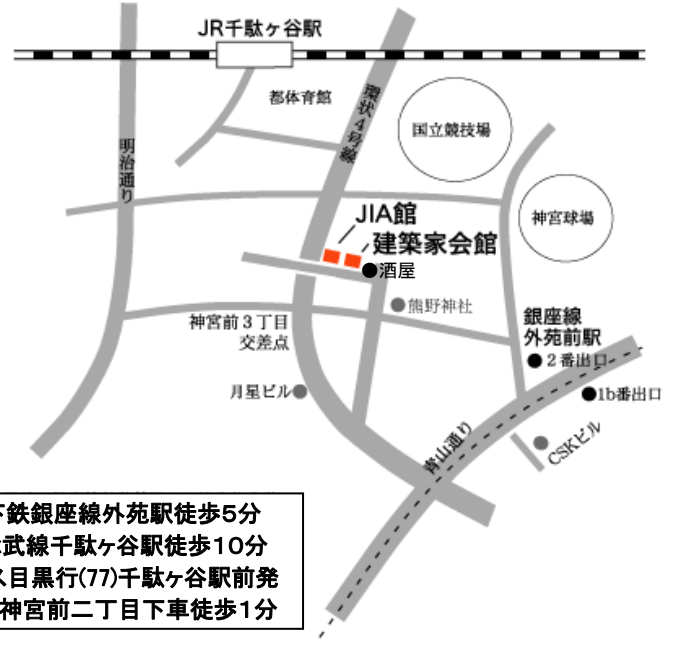 JR千駄ヶ谷駅
都体育館
環状4号線
国立競技場
明治通り
神宮球場
JIA館
建築家会館
酒屋
熊野神社
神宮前3丁目
交差点
銀座線
外苑前駅
2番出口
1b番出口
月星ビル
青山通り
CSKビル
下鉄銀座線外苑駅徒歩5分
武線千駄ヶ谷駅徒歩10分
目黒行(77)千駄ヶ谷駅前発
神宮前二丁目下車徒歩1分